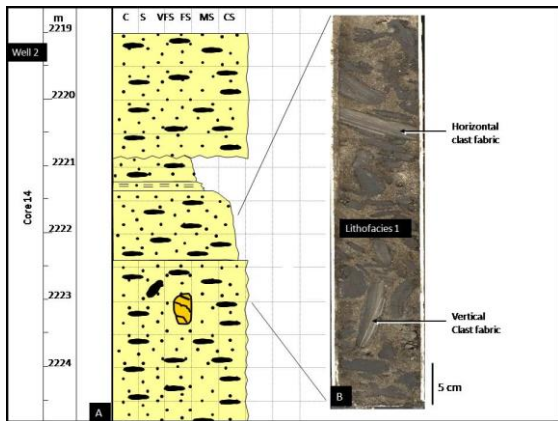 m
C S VFS FS MS CS
Well 2
Core 14
2219
2220
2221
2222
2223
2224
A
Horizontal
clast fabric
Lithofacies 1
Vertical
Clast fabric
5 cm
B